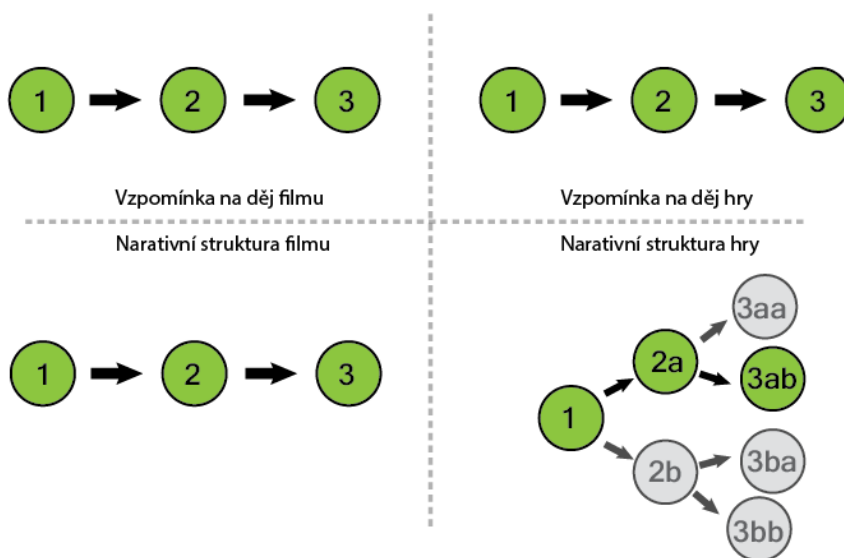 1 2 3
1 2 3
Vzpomínka na děj filmu
Vzpomínka na děj hry
Narativní struktura filmu
Narativní struktura hry
1 2 3
3aa
2a
3ab
1
3ba
2b
3bb